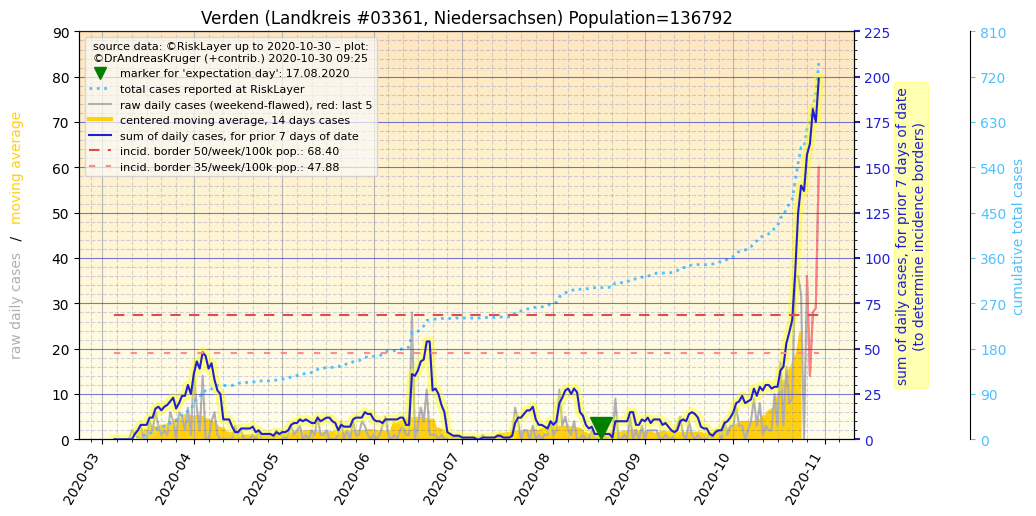 Verden (Landkreis #03361, Niedersachsen) Population=136792
source data: ©RiskLayer up to 2020-10-30 – plot:
©DrAndreasKruger (+contrib.) 2020-10-30 09:25
marker for 'expectation day': 17.08.2020
total cases reported at RiskLayer
raw daily cases (weekend-flawed), red: last 5
centered moving average, 14 days cases
sum of daily cases, for prior 7 days of date
incid. border 50/week/100k pop.: 68.40
incid. border 35/week/100k pop.: 47.88
raw daily cases / moving average
90
80
70
60
50
40
30
20
10
0
2020-03
2020-04
2020-05
2020-06
2020-07
2020-08
2020-09
2020-10
2020-11
225
200
175
150
125
100
75
50
25
0
sum of daily cases, for prior 7 days of date
(to determine incidence borders)
810
720
630
540
450
360
270
180
90
0
cumulative total cases